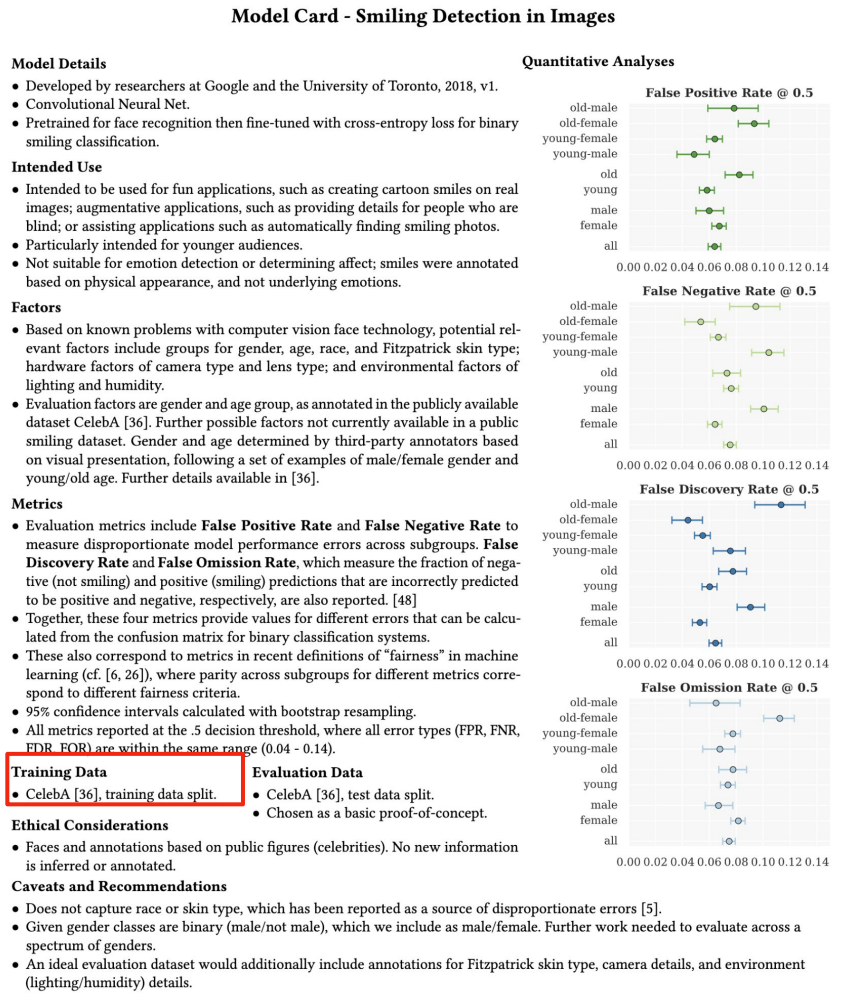 Model Card - Smiling Detection in Images
Model Details
• Developed by researchers at Google and the University of Toronto, 2018, v1.
• Convolutional Neural Net.
• Pretrained for face recognition then fine-tuned with cross-entropy loss for binary
smiling classification.
Intended Use
• Intended to be used for fun applications, such as creating cartoon smiles on real
images; augmentative applications, such as providing details for people who are
blind; or assisting applications such as automatically finding smiling photos.
• Particularly intended for younger audiences.
• Not suitable for emotion detection or determining affect; smiles were annotated
based on physical appearance, and not underlying emotions.
Factors
• Based on known problems with computer vision face technology, potential rel-
evant factors include groups for gender, age, race, and Fitzpatrick skin type;
hardware factors of camera type and lens type; and environmental factors of
lighting and humidity.
• Evaluation factors are gender and age group, as annotated in the publicly available
dataset CelebA [36]. Further possible factors not currently available in a public
smiling dataset. Gender and age determined by third-party annotators based
on visual presentation, following a set of examples of male/female gender and
young/old age. Further details available in [36].
Metrics
• Evaluation metrics include False Positive Rate and False Negative Rate to
measure disproportionate model performance errors across subgroups. False
Discovery Rate and False Omission Rate, which measure the fraction of nega-
tive (not smiling) and positive (smiling) predictions that are incorrectly predicted
to be positive and negative, respectively, are also reported. [48]
• Together, these four metrics provide values for different errors that can be calcu-
lated from the confusion matrix for binary classification systems.
• These also correspond to metrics in recent definitions of “fairness” in machine
learning (cf. [6, 26]), where parity across subgroups for different metrics corre-
spond to different fairness criteria.
• 95% confidence intervals calculated with bootstrap resampling.
• All metrics reported at the .5 decision threshold, where all error types (FPR, FNR,
FDR, FOR) are within the same range (0.04 - 0.14).
Training Data
• CelebA [36], training data split.
Evaluation Data
• CelebA [36], test data split.
• Chosen as a basic proof-of-concept.
Ethical Considerations
• Faces and annotations based on public figures (celebrities). No new information
is inferred or annotated.
Caveats and Recommendations
• Does not capture race or skin type, which has been reported as a source of disproportionate errors [5].
• Given gender classes are binary (male/not male), which we include as male/female. Further work needed to evaluate across a
spectrum of genders.
• An ideal evaluation dataset would additionally include annotations for Fitzpatrick skin type, camera details, and environment
(lighting/humidity) details.
Quantitative Analyses
False Positive Rate @ 0.5
old-male
old-female
young-female
young-male
old
young
male
female
all
0.00 0.02 0.04 0.06 0.08 0.10 0.12 0.14
False Negative Rate @ 0.5
old-male
old-female
young-female
young-male
old
young
male
female
all
0.00 0.02 0.04 0.06 0.08 0.10 0.12 0.14
False Discovery Rate @ 0.5
old-male
old-female
young-female
young-male
old
young
male
female
all
0.00 0.02 0.04 0.06 0.08 0.10 0.12 0.14
False Omission Rate @ 0.5
old-male
old-female
young-female
young-male
old
young
male
female
all
0.00 0.02 0.04 0.06 0.08 0.10 0.12 0.14